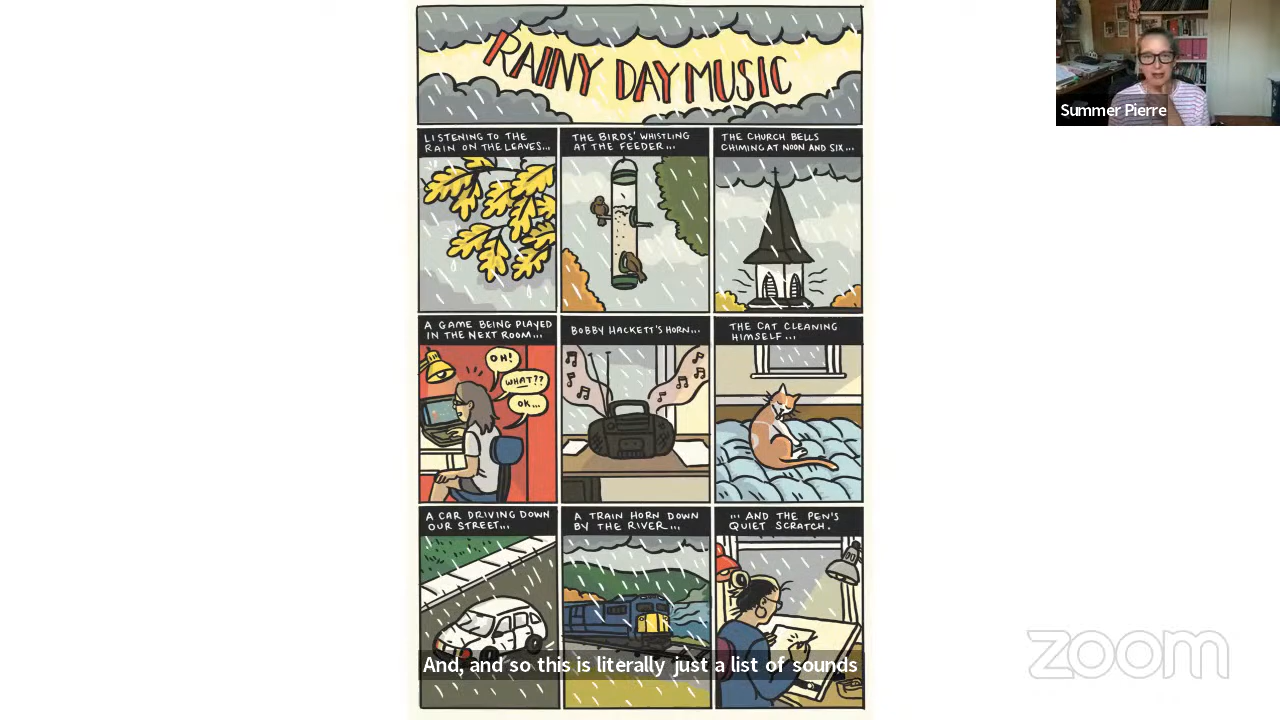 RAINY DAY MUSIC
LISTENING TO THE
RAIN ON THE LEAVES...
THE BIRDS' WHISTLING
AT THE FEEDER...
THE CHURCH BELLS
CHIMING AT NOON AND SIX...
A GAME BEING PLAYED
IN THE NEXT ROOM...
OH!
WHAT??
OK...
BOBBY HACKETT'S HORN...
THE CAT CLEANING
HIMSELF...
A CAR DRIVING DOWN
OUR STREET...
A TRAIN HORN DOWN
BY THE RIVER...
... AND THE PEN'S
QUIET SCRATCH.
And, and so this is literally just a list of sounds
Summer Pierre
zoom